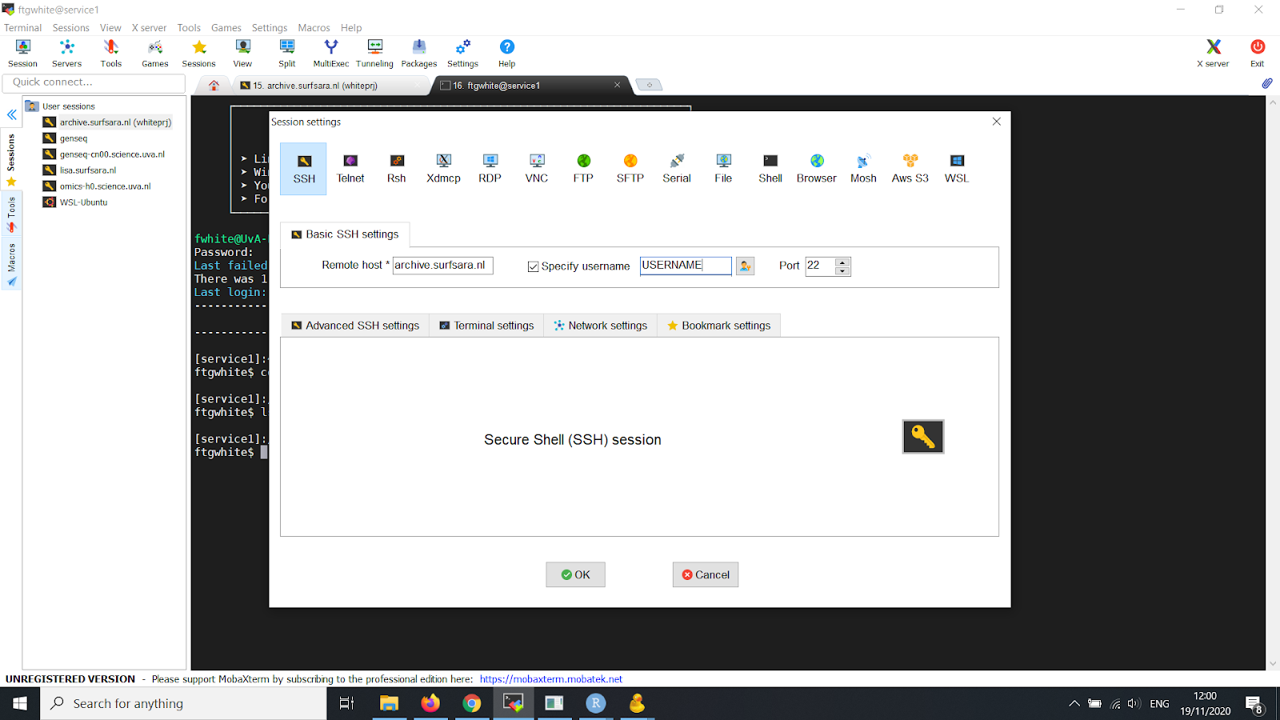 ftgwhite@service1
Terminal Sessions View X server Tools Games Settings Macros Help
Session Servers Tools Games Sessions View Split MultiExec Tunneling Packages Settings Help X server Exit
Quick connect...
15. archive.surfsara.nl (whiteprj)
16. ftgwhite@service1
User sessions
archive.surfsara.nl (whiteprj)
genseq
genseq-cn00.science.uva.nl
lisa.surfsara.nl
omics-h0.science.uva.nl
WSL-Ubuntu
Sessions
Tools
Macros
➤ Li
➤ Wi
➤ Yo
➤ Fo
fwhite@UvA-
Password:
Last failed
There was 1
Last login:
----------
----------
[service1]:
ftgwhite$ c
[service1]:
ftgwhite$ l
[service1]:
ftgwhite$
Session settings
SSH Telnet Rsh Xdmcp RDP VNC FTP SFTP Serial File Shell Browser Mosh Aws S3 WSL
Basic SSH settings
Remote host * archive.surfsara.nl Specify username USERNAME Port 22
Advanced SSH settings Terminal settings Network settings Bookmark settings
Secure Shell (SSH) session
OK Cancel
UNREGISTERED VERSION - Please support MobaXterm by subscribing to the professional edition here: https://mobaxterm.mobatek.net
Search for anything
ENG
12:00
19/11/2020
8